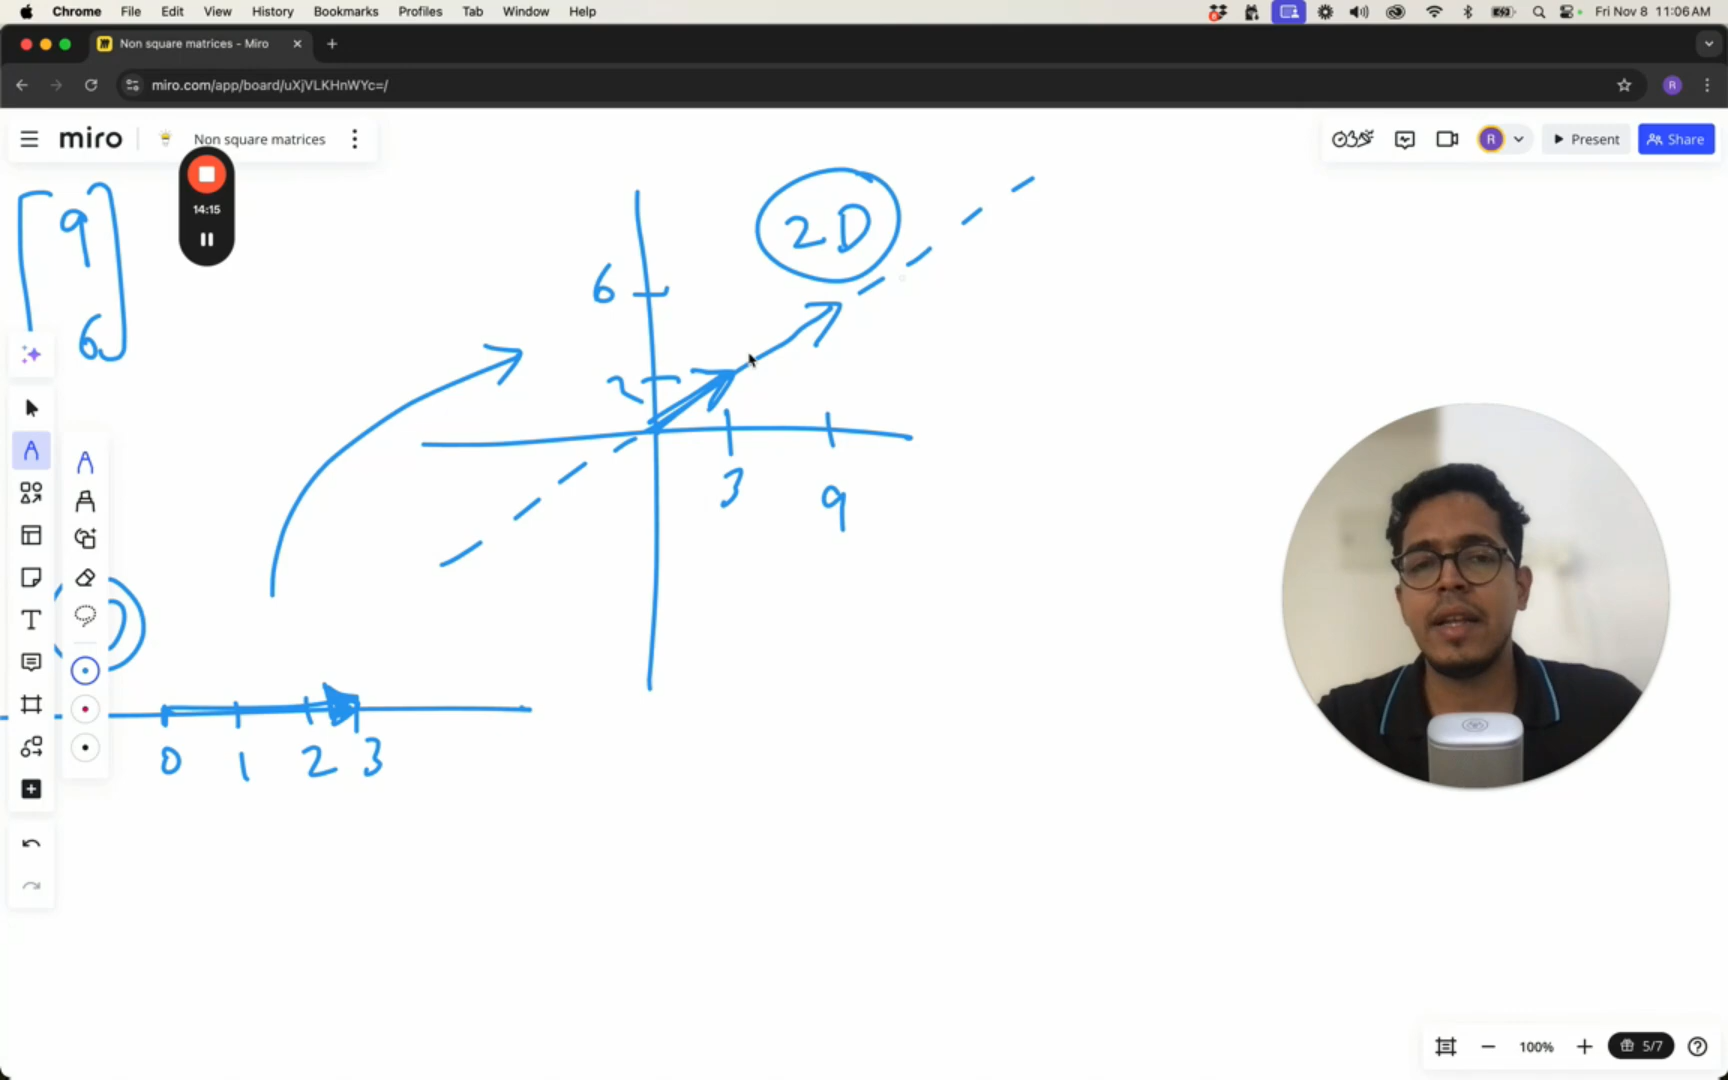 Chrome File Edit View History Bookmarks Profiles Tab Window Help Fri Nov 8 11:06 AM
Non square matrices - Miro
miro.com/app/board/uXjVLKHnWYc=/ R
miro Non square matrices R Present Share
14:15
9
6
2D
6
2
3
9
0 1 2 3
100% 5/7